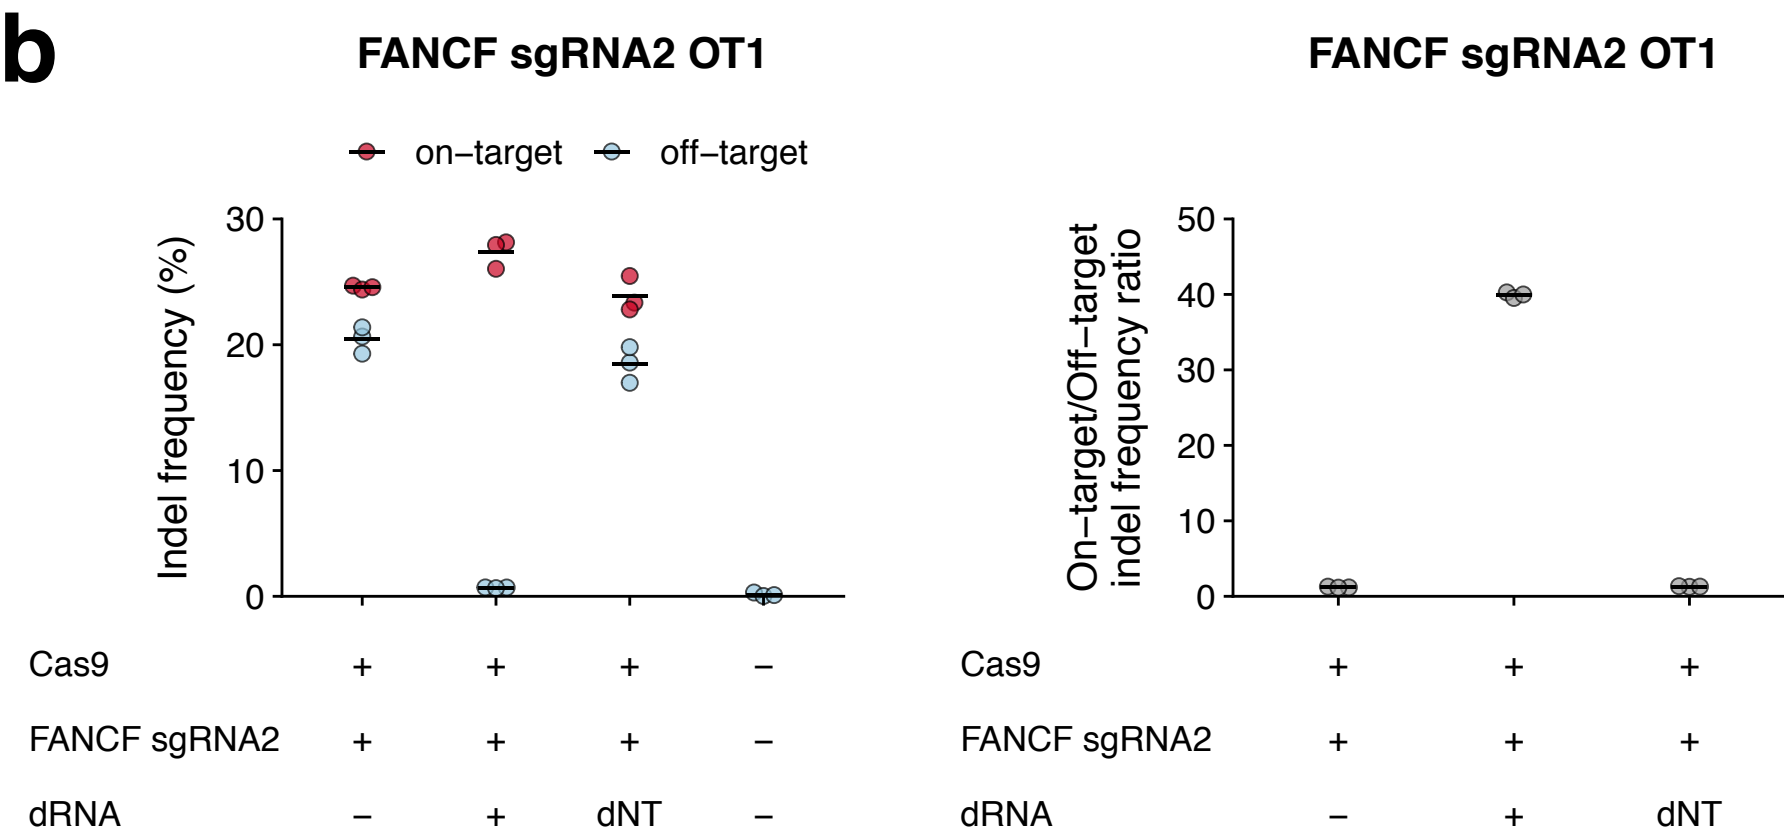 b
FANCF sgRNA2 OT1
on−target
off−target
Indel frequency (%)
30
20
10
0
Cas9 + + + −
FANCF sgRNA2 + + + −
dRNA − + dNT −
FANCF sgRNA2 OT1
On−target/Off−target
indel frequency ratio
50
40
30
20
10
0
Cas9 + + +
FANCF sgRNA2 + + +
dRNA − + dNT